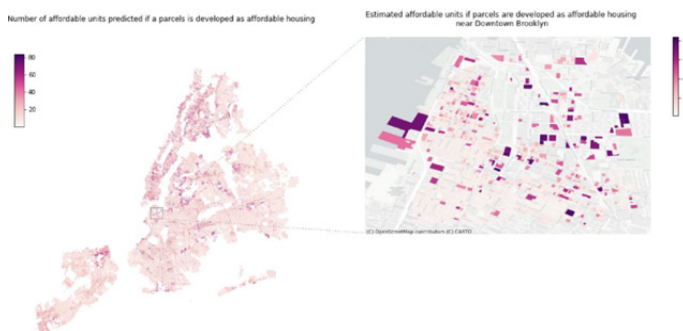 Number of affordable units predicted if a parcels is developed as affordable housing
80
60
40
20
Estimated affordable units if parcels are developed as affordable housing
near Downtown Brooklyn
(C) OpenStreetMap contributors (C) CARTO